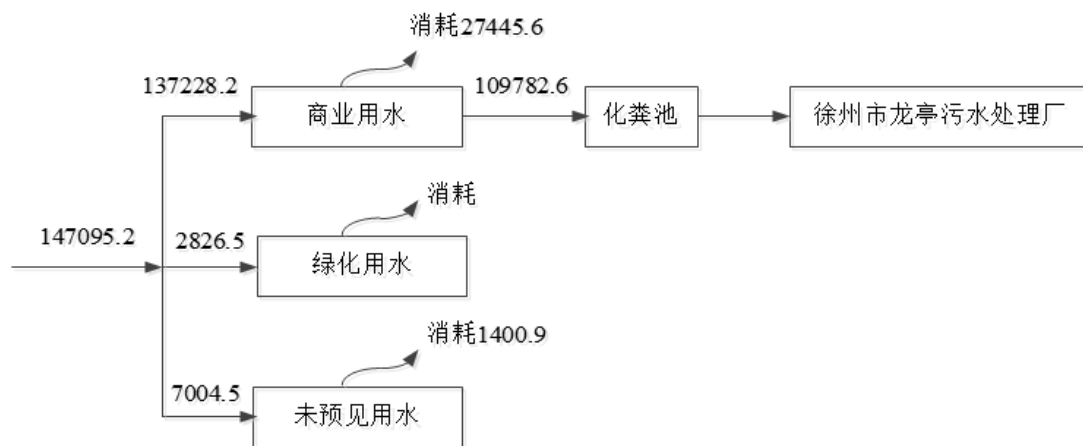 消耗27445.6
137228.2
商业用水
109782.6
化粪池
徐州市龙亭污水处理厂
消耗
147095.2
2826.5
绿化用水
消耗1400.9
7004.5
未预见用水